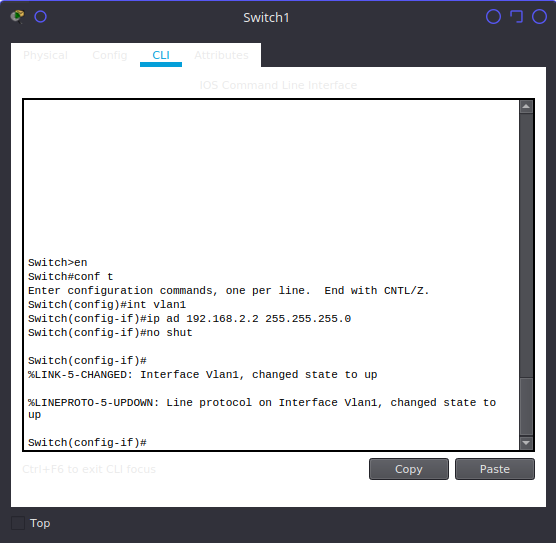 Switch1
Physical Config CLI Attributes
IOS Command Line Interface
Switch>en
Switch#conf t
Enter configuration commands, one per line.  End with CNTL/Z.
Switch(config)#int vlan1
Switch(config-if)#ip ad 192.168.2.2 255.255.255.0
Switch(config-if)#no shut
Switch(config-if)#
%LINK-5-CHANGED: Interface Vlan1, changed state to up
%LINEPROTO-5-UPDOWN: Line protocol on Interface Vlan1, changed state to
up
Switch(config-if)#
Ctrl+F6 to exit CLI focus
Copy Paste
Top